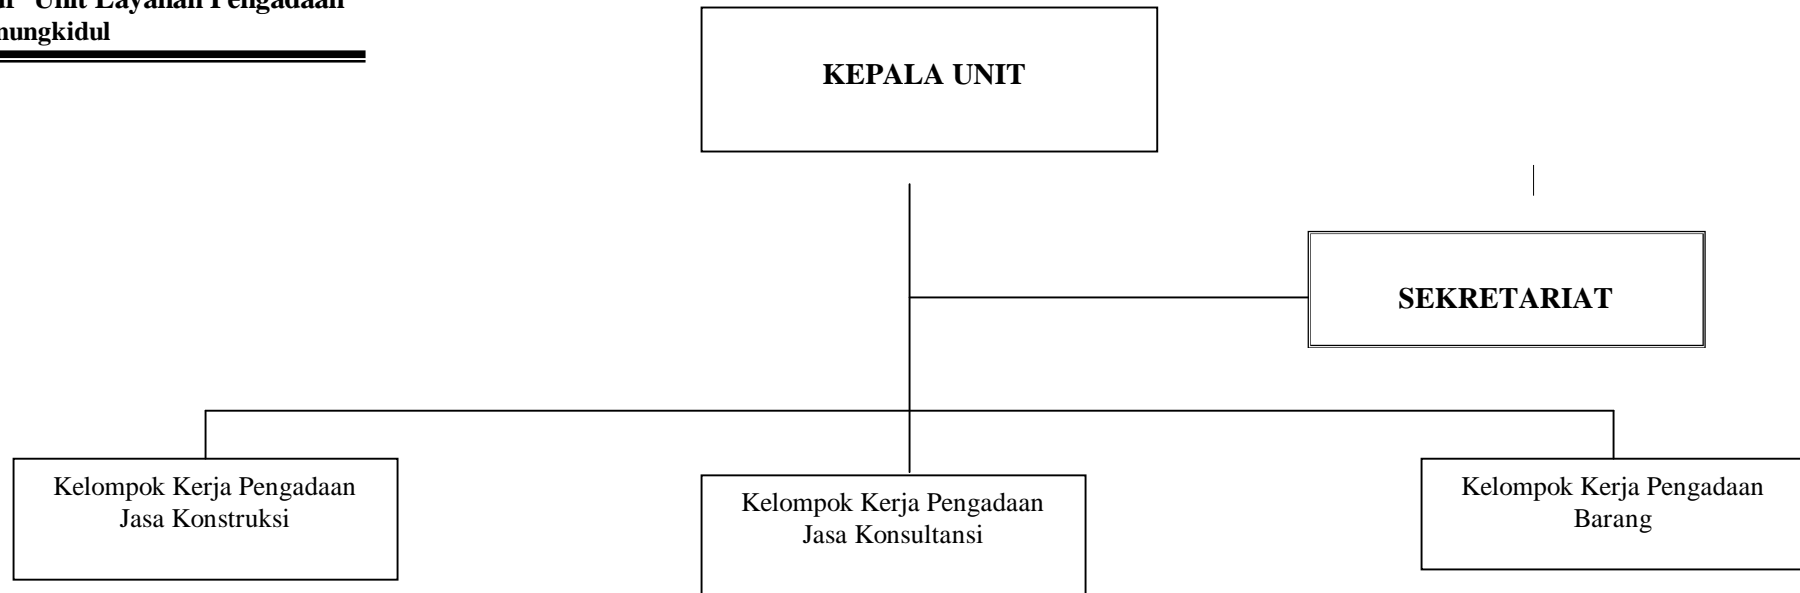 Unit Layanan Pengadaan
KEPALA UNIT
SEKRETARIAT
Kelompok Kerja Pengadaan
Jasa Konstruksi
Kelompok Kerja Pengadaan
Jasa Konsultansi
Kelompok Kerja Pengadaan
Barang